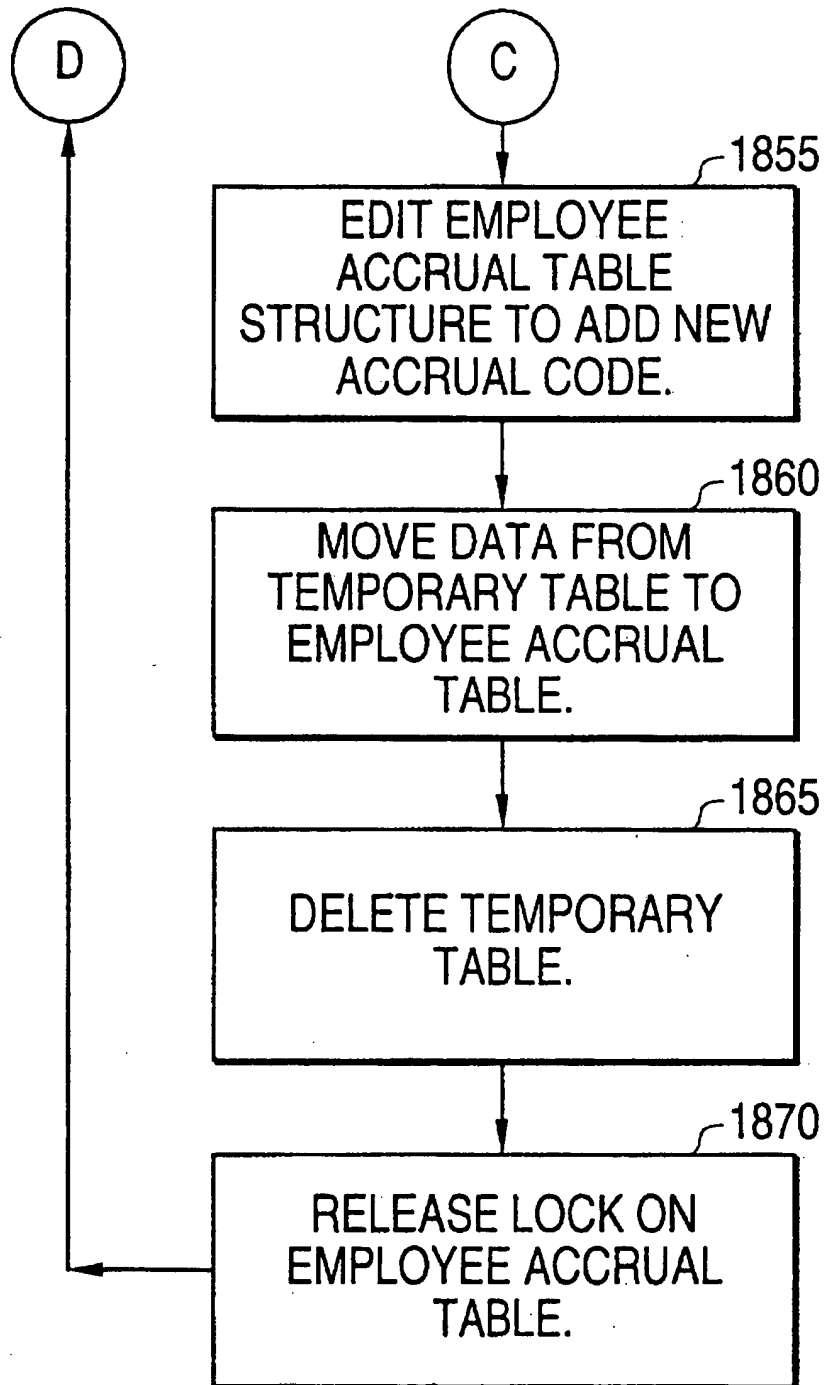 D
C
1855
EDIT EMPLOYEE
ACCRUAL TABLE
STRUCTURE TO ADD NEW
ACCRUAL CODE.
1860
MOVE DATA FROM
TEMPORARY TABLE TO
EMPLOYEE ACCRUAL
TABLE.
1865
DELETE TEMPORARY
TABLE.
1870
RELEASE LOCK ON
EMPLOYEE ACCRUAL
TABLE.